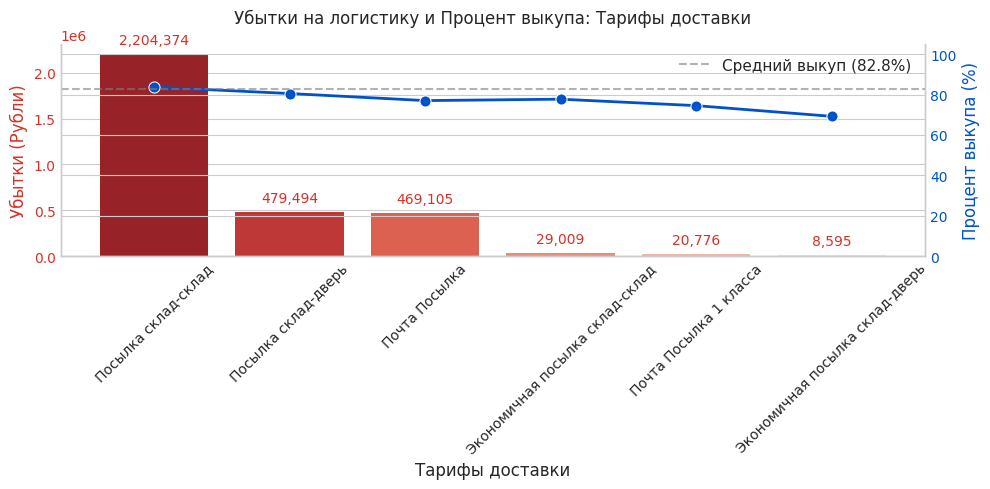 Убытки на логистику и Процент выкупа: Тарифы доставки
1e6
2,204,374
479,494
469,105
29,009
20,776
8,595
Средний выкуп (82.8%)
Убытки (Рубли)
2.0
1.5
1.0
0.5
0.0
Процент выкупа (%)
100
80
60
40
20
0
Посылка склад-склад
Посылка склад-дверь
Почта Посылка
Экономичная посылка склад-склад
Почта Посылка 1 класса
Экономичная посылка склад-дверь
Тарифы доставки